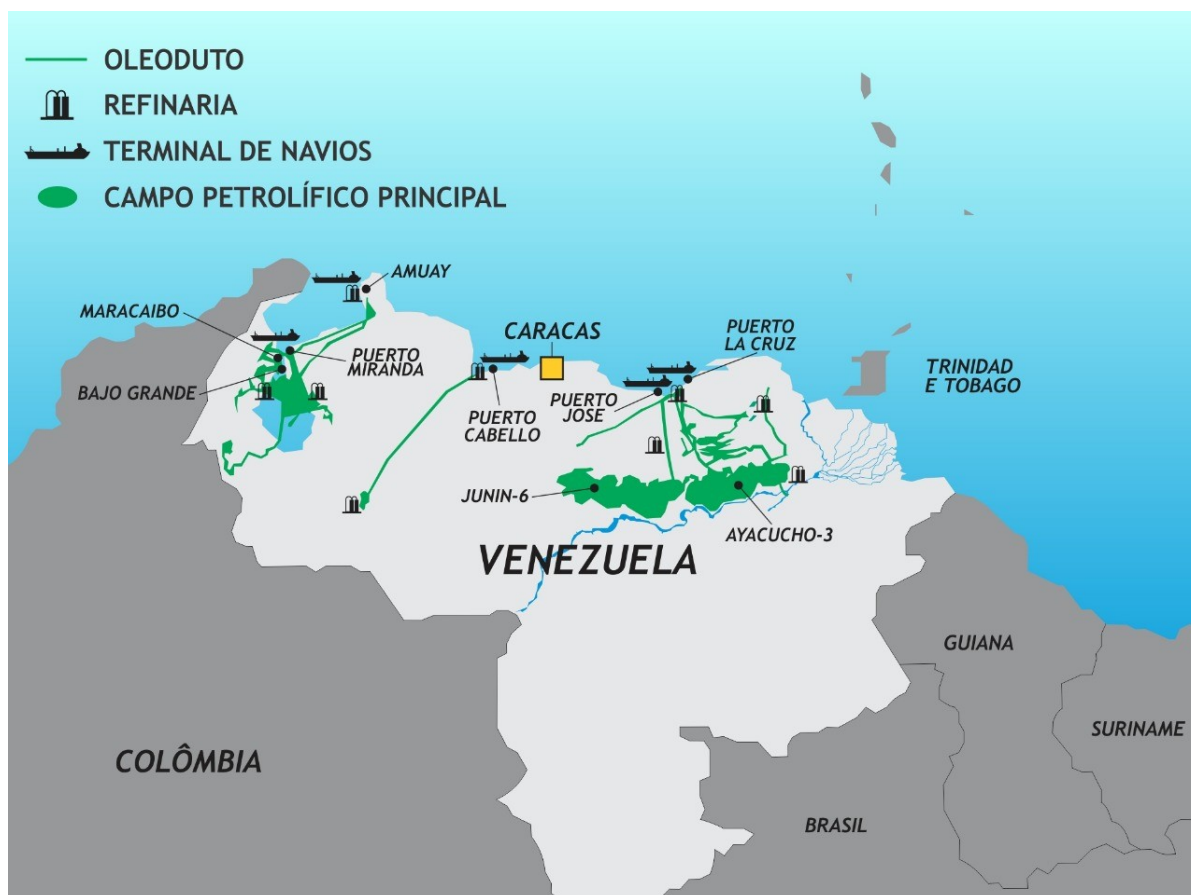 OLEODUTO
REFINARIA
TERMINAL DE NAVIOS
CAMPO PETROLÍFICO PRINCIPAL
AMUAY
MARACAIBO
PUERTO
MIRANDA
BAJO GRANDE
CARACAS
PUERTO
CABELLO
PUERTO
LA CRUZ
PUERTO
JOSE
TRINIDAD
E TOBAGO
JUNIN-6
AYACUCHO-3
VENEZUELA
GUIANA
SURINAME
COLÔMBIA
BRASIL